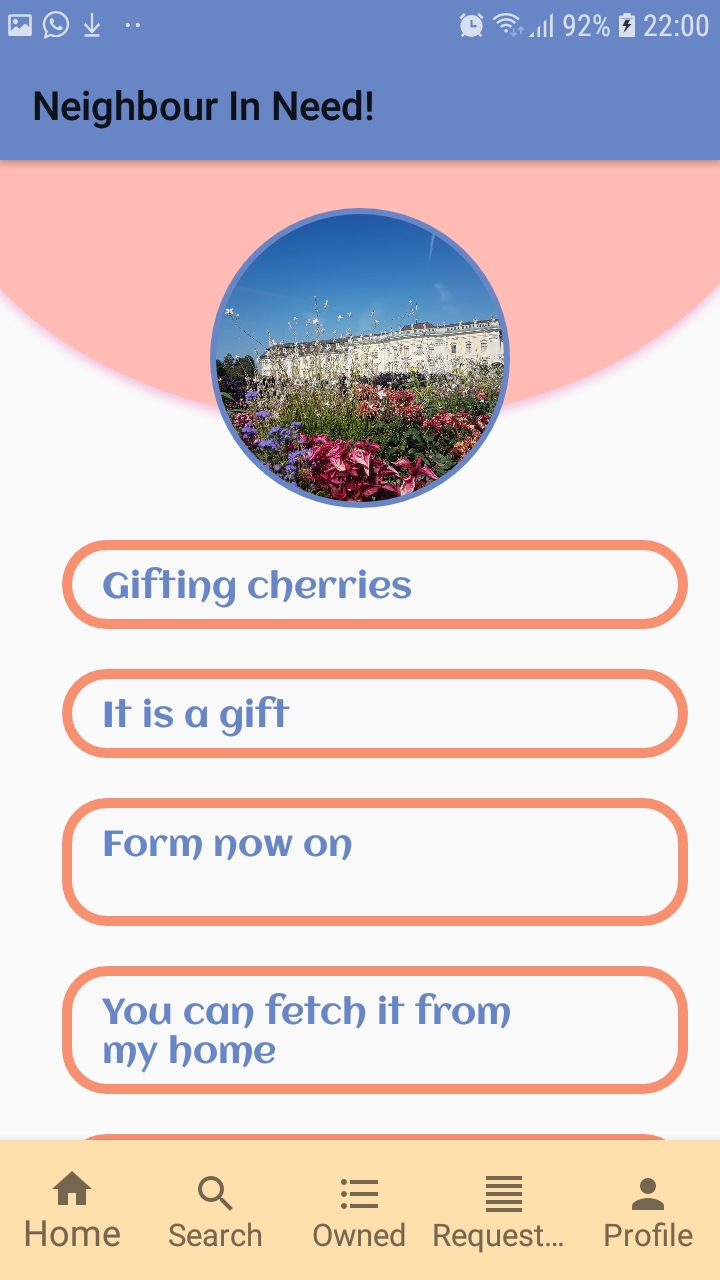 92% 22:00
Neighbour In Need!
Gifting cherries
It is a gift
Form now on
You can fetch it from
my home
Home Search Owned Request... Profile